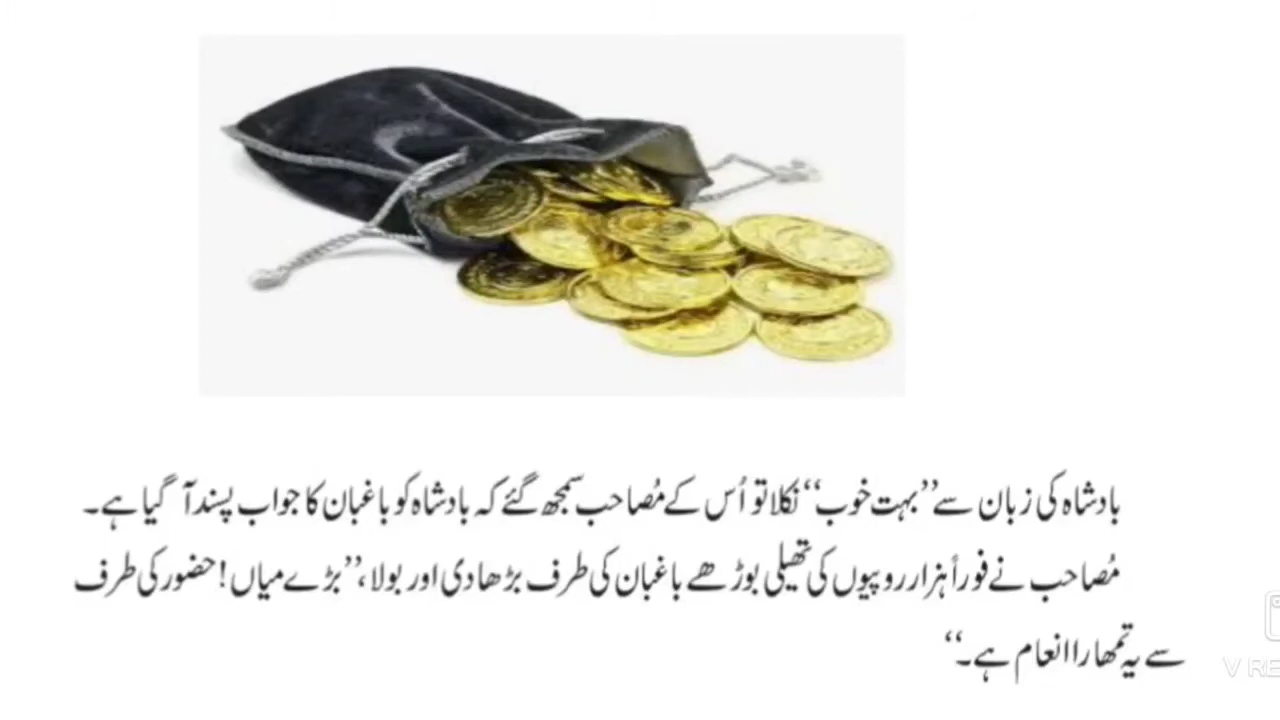 بادشاہ کی زبان سے ”بہت خوب“ نکلا تو اُس کے مُصاحب سمجھ گئے کہ بادشاہ کو باغبان کا جواب پسند آ گیا ہے۔
مُصاحب نے فوراً ہزار روپیوں کی تھیلی بوڑھے باغبان کی طرف بڑھا دی اور بولا، ”بڑے میاں! حضور کی طرف
سے یہ تمھارا انعام ہے۔“